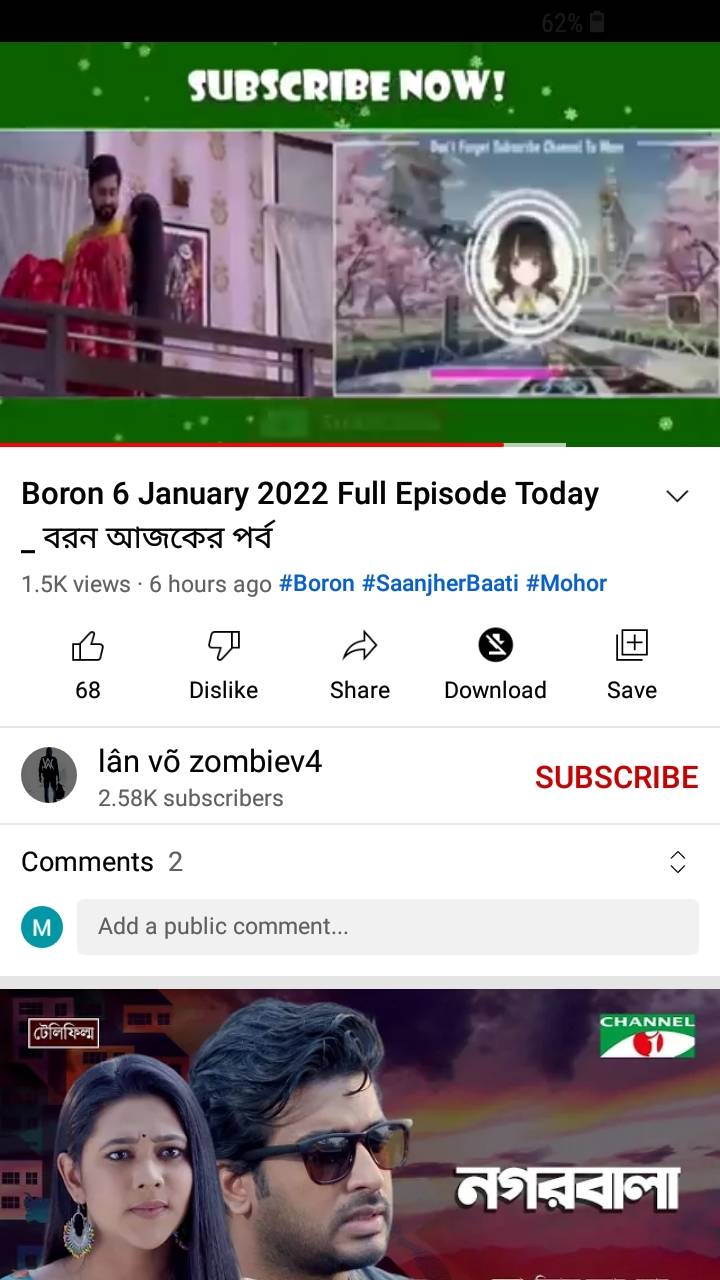 62%
SUBSCRIBE NOW!
Don't Forget Subscribe Channel To More
Boron 6 January 2022 Full Episode Today
_ বরন আজকের পর্ব
1.5K views · 6 hours ago #Boron #SaanjherBaati #Mohor
68 Dislike Share Download Save
lân võ zombiev4
2.58K subscribers
SUBSCRIBE
Comments 2
M
Add a public comment...
টেলিফিল্ম
CHANNEL
নগরবালা